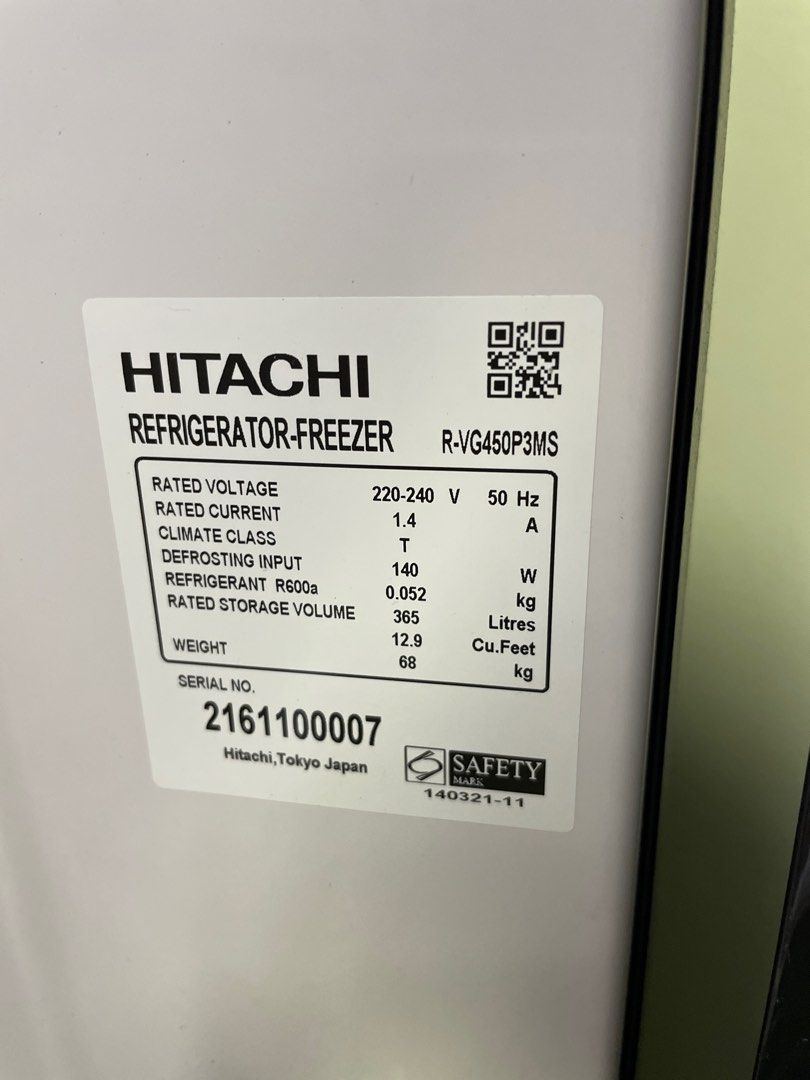 HITACHI
REFRIGERATOR-FREEZER R-VG450P3MS
RATED VOLTAGE 220-240 V 50 Hz
RATED CURRENT 1.4 A
CLIMATE CLASS T
DEFROSTING INPUT 140 W
REFRIGERANT R600a 0.052 kg
RATED STORAGE VOLUME 365 Litres
12.9 Cu.Feet
WEIGHT 68 kg
SERIAL NO.
2161100007
Hitachi,Tokyo Japan
SAFETY
MARK
140321-11